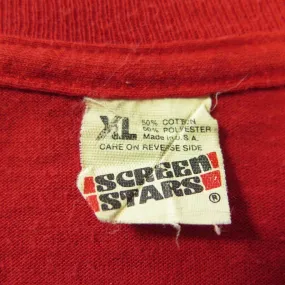 XL
50% COTTON
50% POLYESTER
Made in U.S.A.
CARE ON REVERSE SIDE
SCREEN
STARS
®